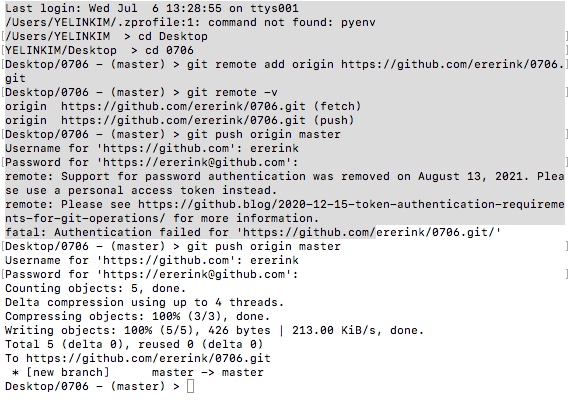 Last login: Wed Jul  6 13:28:55 on ttys001
/Users/YELINKIM/.zprofile:1: command not found: pyenv
[/Users/YELINKIM  > cd Desktop ]
[YELINKIM/Desktop  > cd 0706 ]
[Desktop/0706 - (master) > git remote add origin https://github.com/ererink/0706.]
git
[Desktop/0706 - (master) > git remote -v ]
origin  https://github.com/ererink/0706.git (fetch)
origin  https://github.com/ererink/0706.git (push)
[Desktop/0706 - (master) > git push origin master ]
Username for 'https://github.com': ererink
[Password for 'https://ererink@github.com': ]
remote: Support for password authentication was removed on August 13, 2021. Plea
se use a personal access token instead.
remote: Please see https://github.blog/2020-12-15-token-authentication-requireme
nts-for-git-operations/ for more information.
fatal: Authentication failed for 'https://github.com/ererink/0706.git/'
[Desktop/0706 - (master) > git push origin master ]
Username for 'https://github.com': ererink
[Password for 'https://ererink@github.com': ]
Counting objects: 5, done.
Delta compression using up to 4 threads.
Compressing objects: 100% (3/3), done.
Writing objects: 100% (5/5), 426 bytes | 213.00 KiB/s, done.
Total 5 (delta 0), reused 0 (delta 0)
To https://github.com/ererink/0706.git
 * [new branch]      master -> master
Desktop/0706 - (master) >